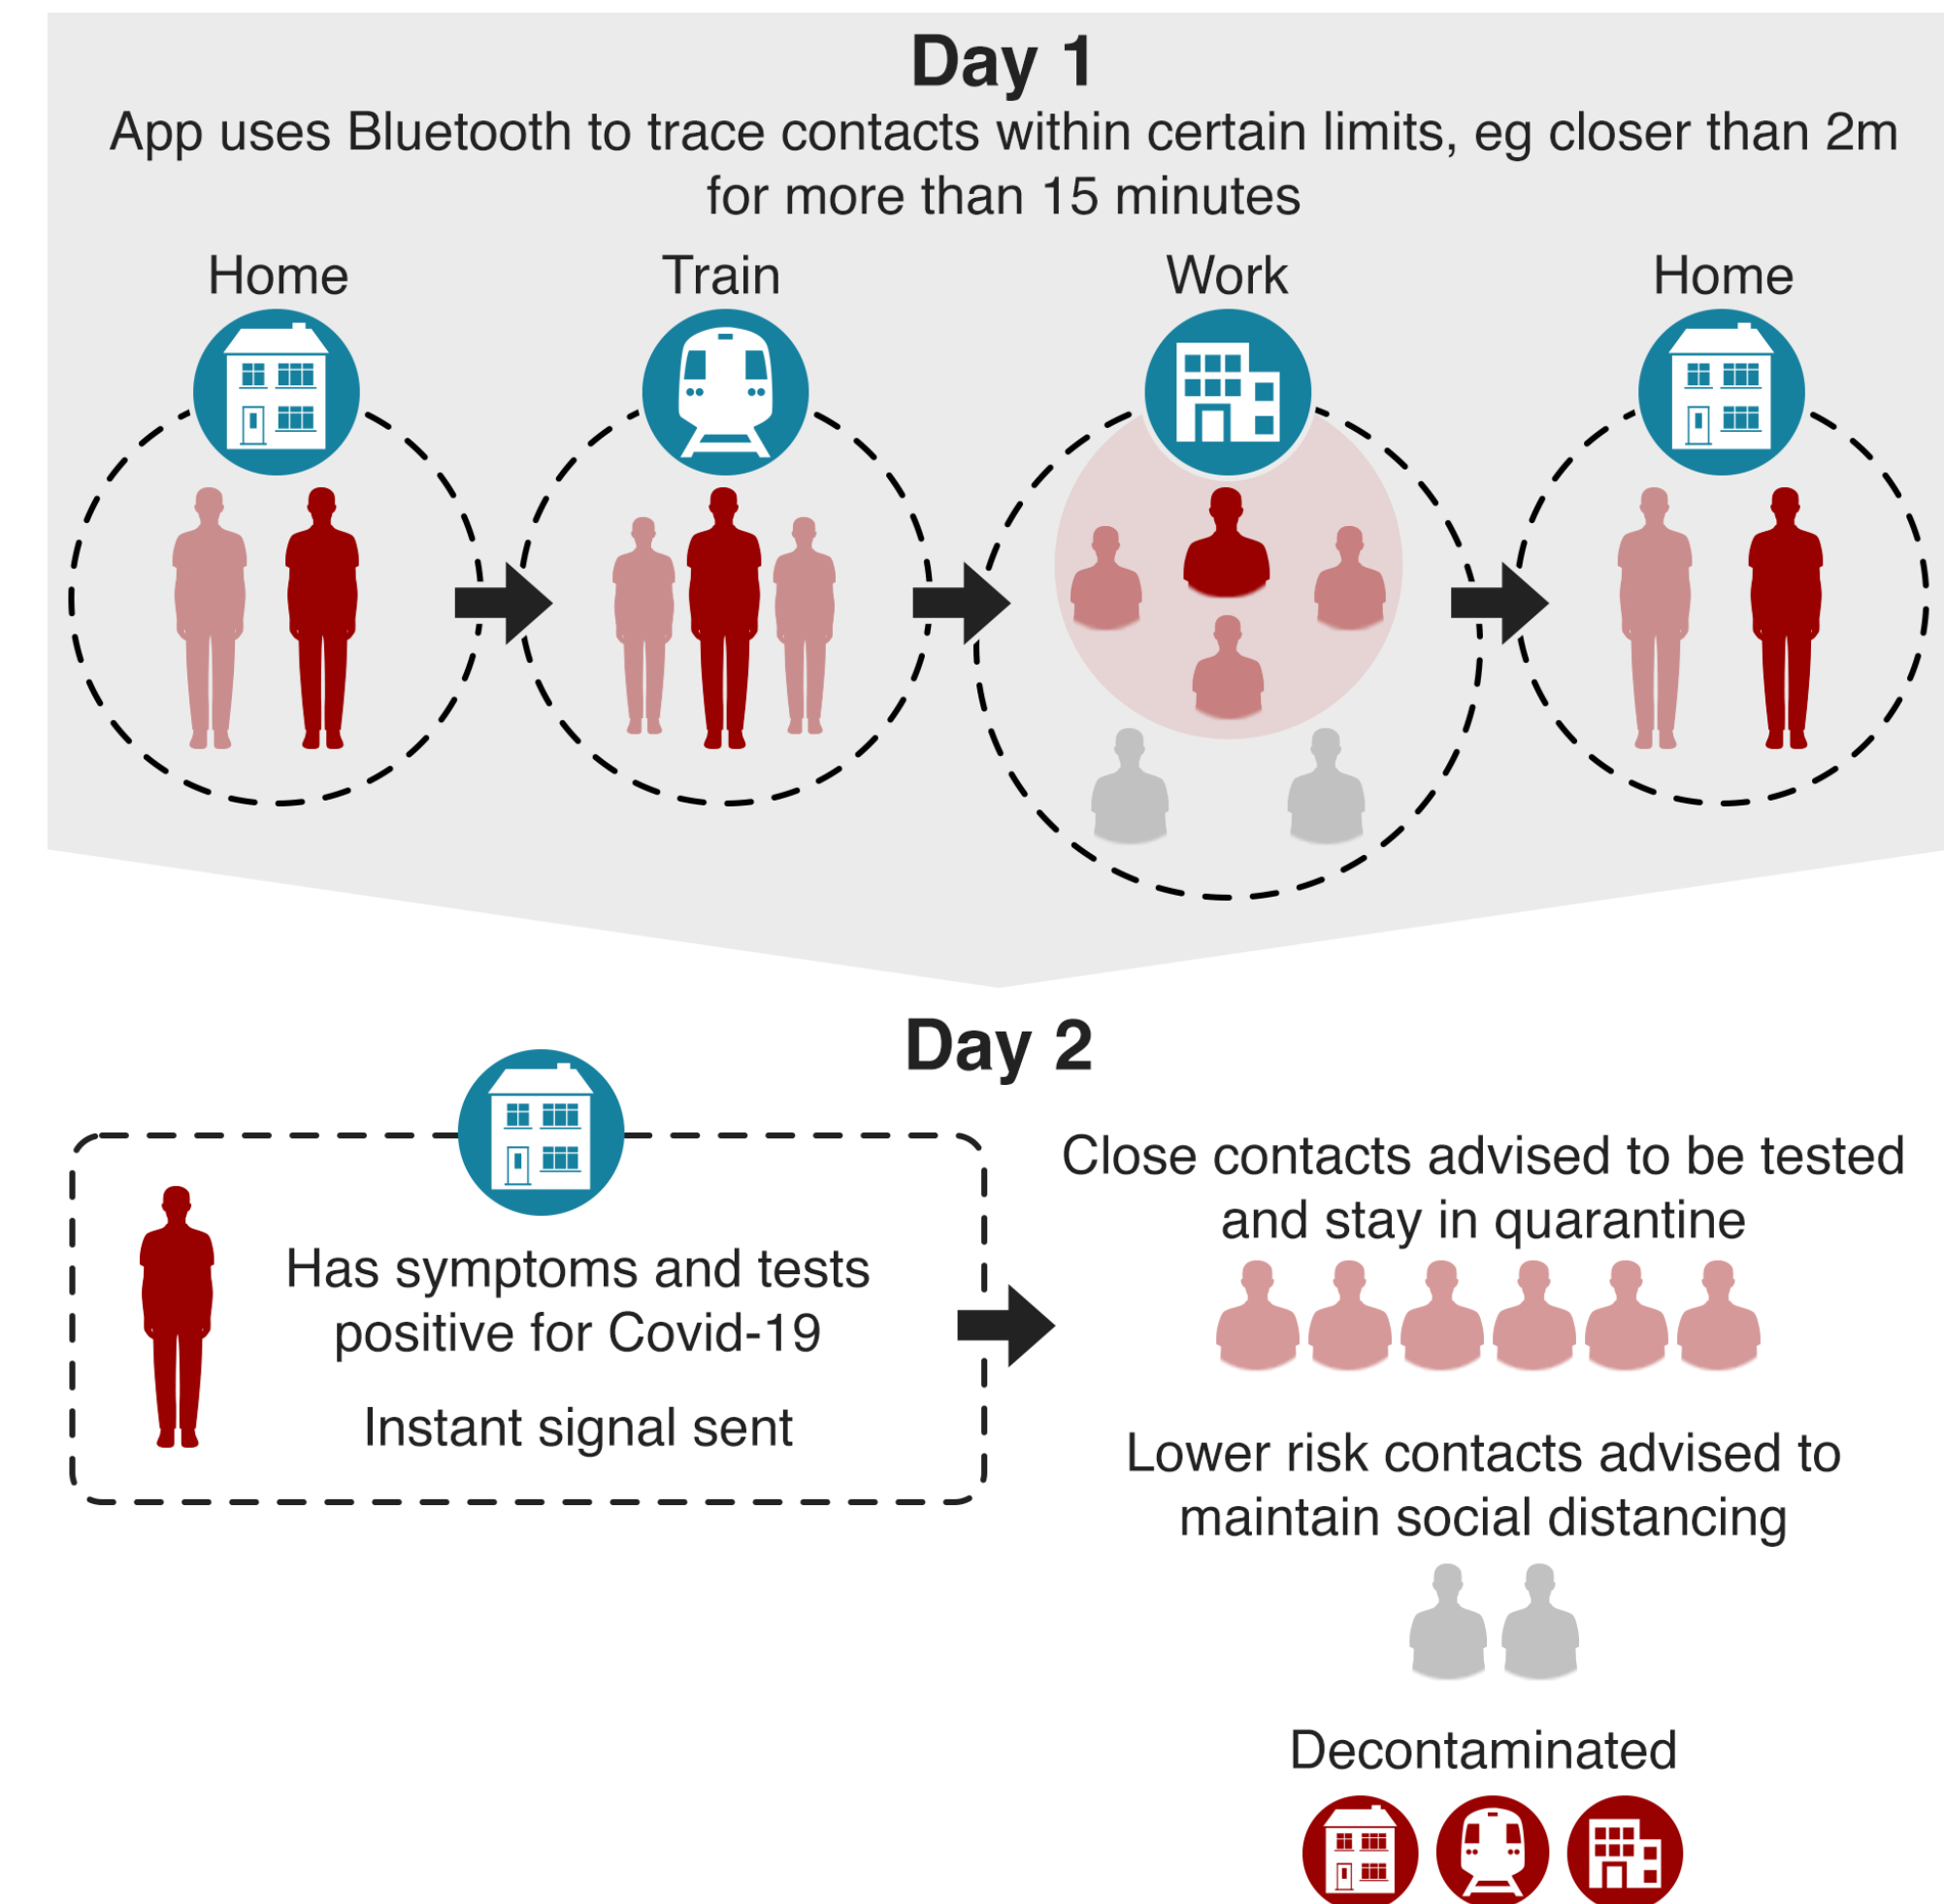 Day 1
App uses Bluetooth to trace contacts within certain limits, eg closer than 2m
for more than 15 minutes
Home
Train
Work
Home
Day 2
Has symptoms and tests
positive for Covid-19
Instant signal sent
Close contacts advised to be tested
and stay in quarantine
Lower risk contacts advised to
maintain social distancing
Decontaminated